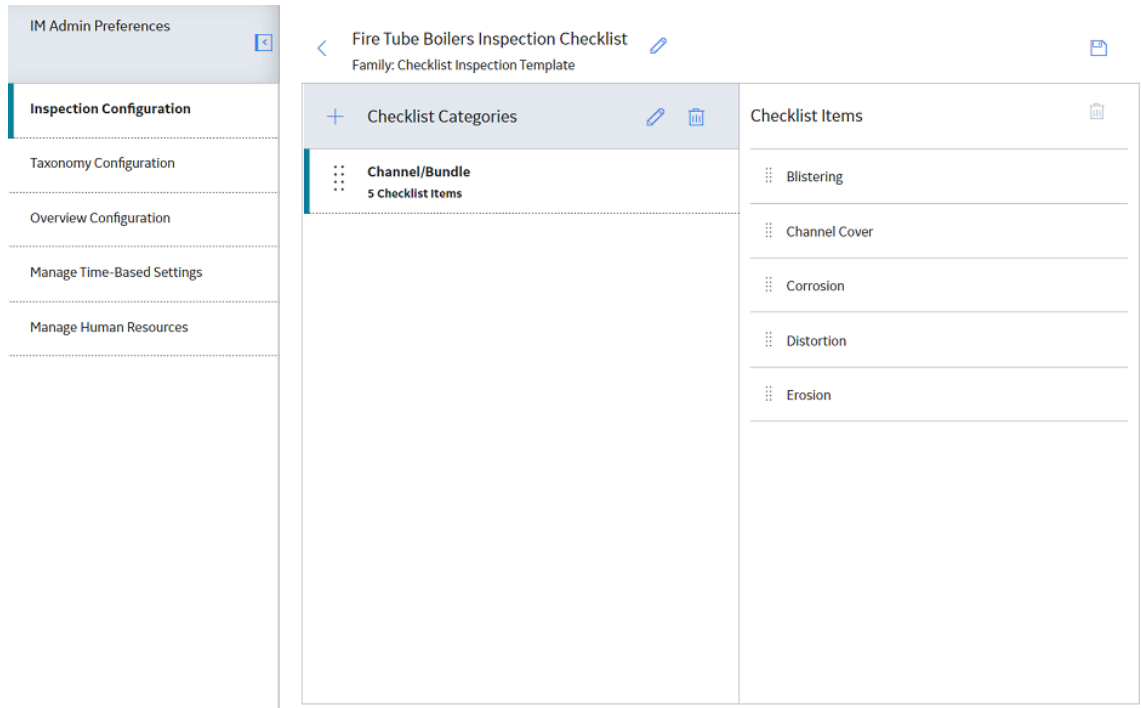 IM Admin Preferences
Inspection Configuration
Taxonomy Configuration
Overview Configuration
Manage Time-Based Settings
Manage Human Resources
Fire Tube Boilers Inspection Checklist
Family: Checklist Inspection Template
Checklist Categories
Channel/Bundle
5 Checklist Items
Checklist Items
Blistering
Channel Cover
Corrosion
Distortion
Erosion